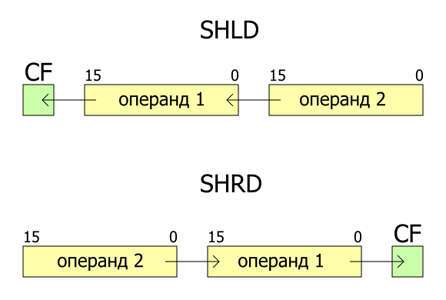 SHLD
CF 15 0 15 0
операнд 1 операнд 2
SHRD
15 0 15 0 CF
операнд 2 операнд 1